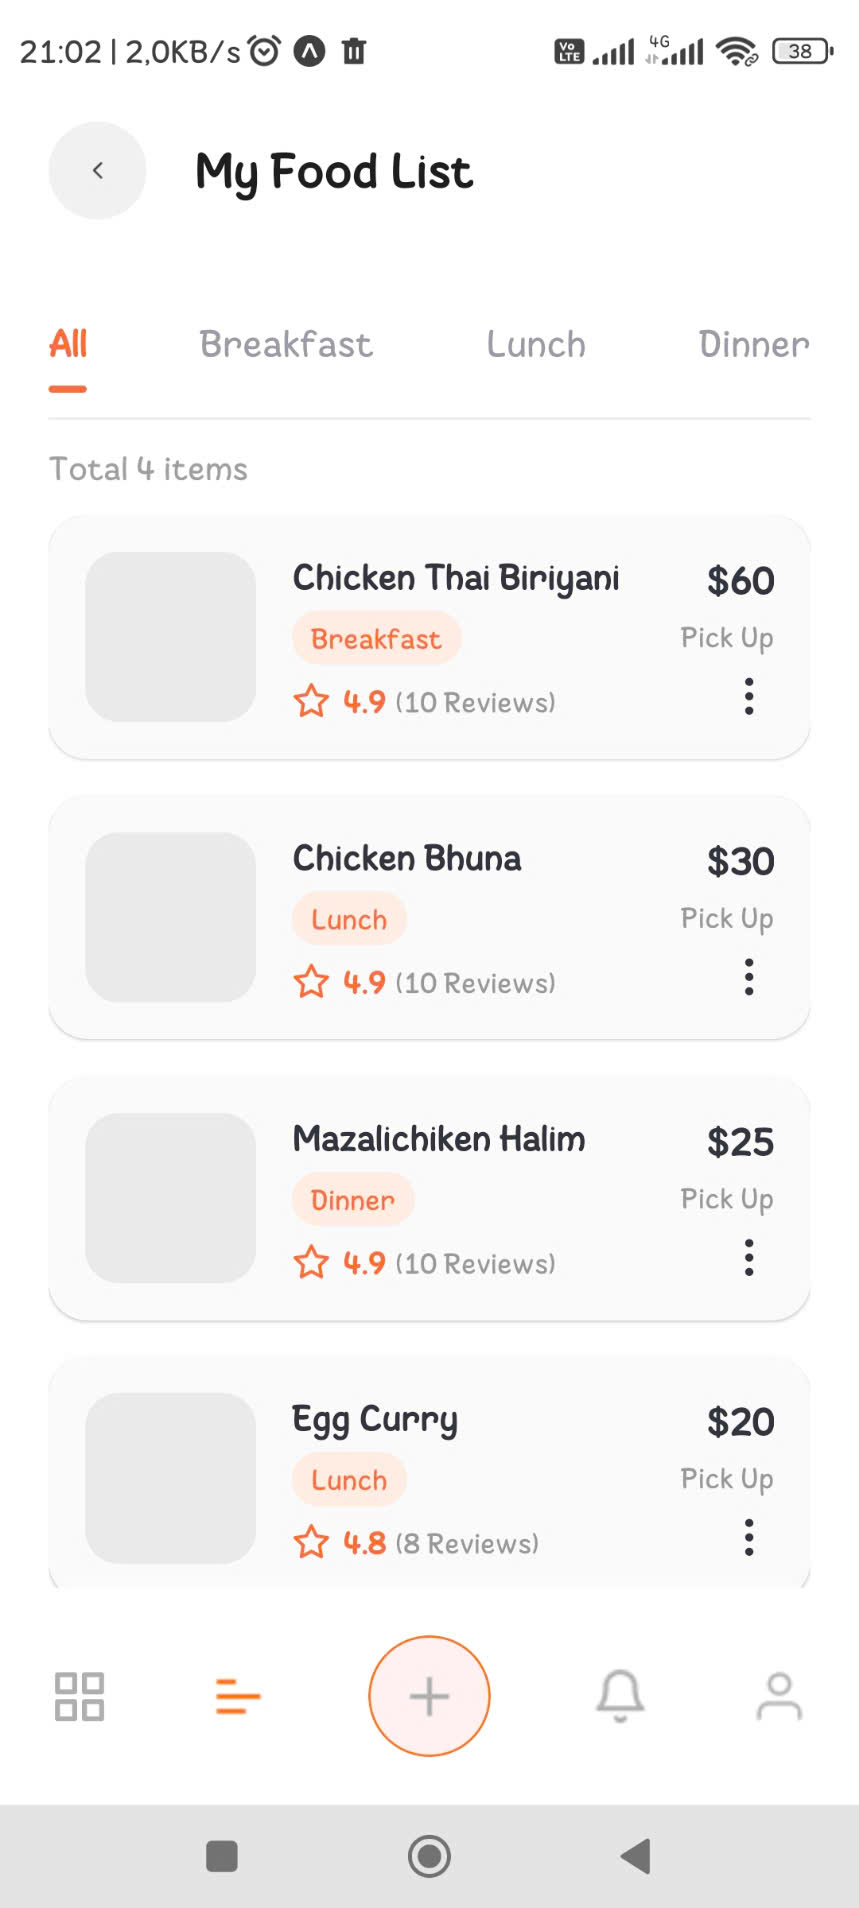 21:02 | 2,0KB/s Vo LTE 4G 38
My Food List
All Breakfast Lunch Dinner
Total 4 items
Chicken Thai Biriyani $60
Breakfast Pick Up
4.9 (10 Reviews)
Chicken Bhuna $30
Lunch Pick Up
4.9 (10 Reviews)
Mazalichiken Halim $25
Dinner Pick Up
4.9 (10 Reviews)
Egg Curry $20
Lunch Pick Up
4.8 (8 Reviews)